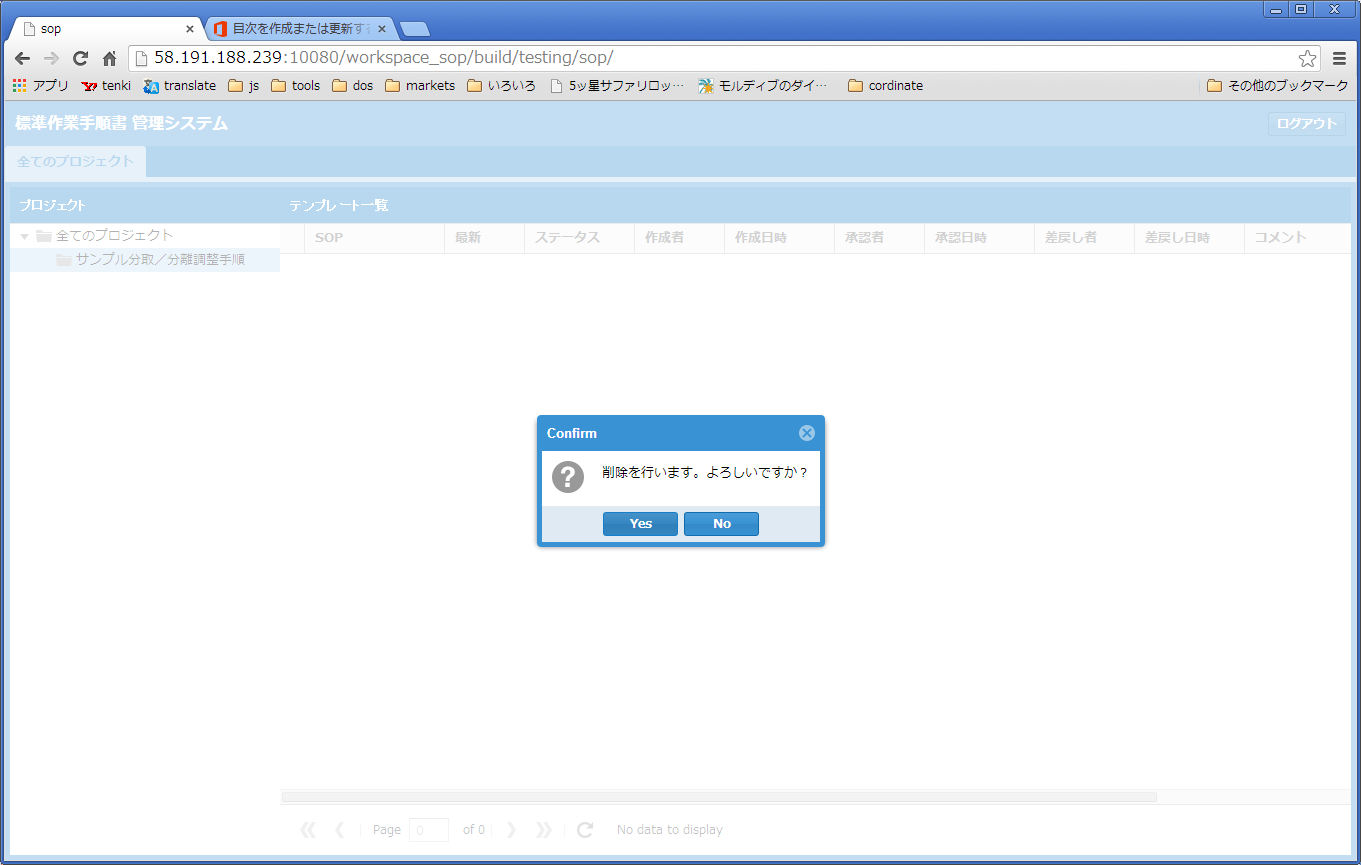 sop
目次を作成または更新する
58.191.188.239:10080/workspace_sop/build/testing/sop/
アプリ tenki translate js tools dos markets いろいろ 5ッ星サファリロッ… モルディブのダイ… cordinate その他のブックマーク
標準作業手順書 管理システム ログアウト
全てのプロジェクト
プロジェクト テンプレート一覧
全てのプロジェクト SOP 最新 ステータス 作成者 作成日時 承認者 承認日時 差戻し者 差戻し日時 コメント
サンプル分取／分離調整手順
Confirm
削除を行います。よろしいですか？
Yes No
Page 0 of 0 No data to display